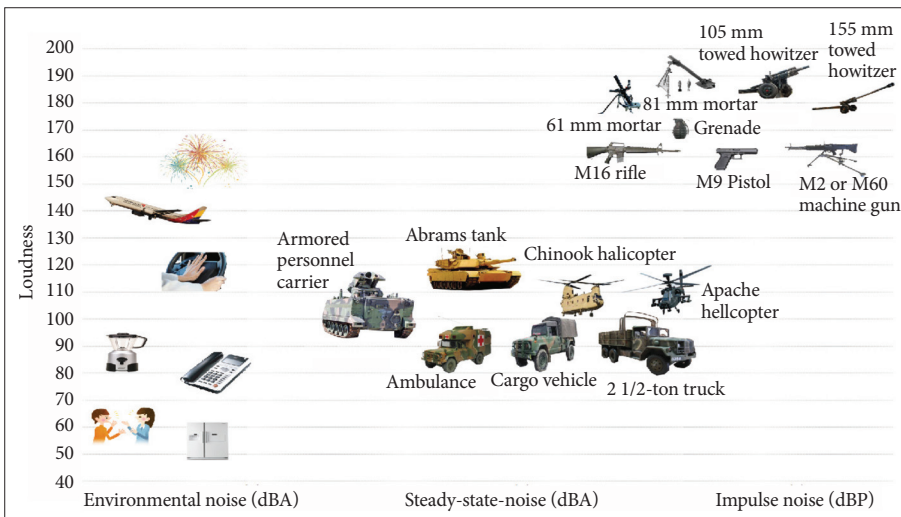 Loudness
200
190
180
170
160
150
140
130
120
110
100
90
80
70
60
50
40
105 mm
towed howitzer
155 mm
towed
howitzer
61 mm mortar
81 mm mortar
Grenade
M16 rifle
M9 Pistol
M2 or M60
machine gun
Armored
personnel
carrier
Abrams tank
Chinook halicopter
Apache
hellcopter
Ambulance
Cargo vehicle
2 1/2-ton truck
Environmental noise (dBA)
Steady-state-noise (dBA)
Impulse noise (dBP)